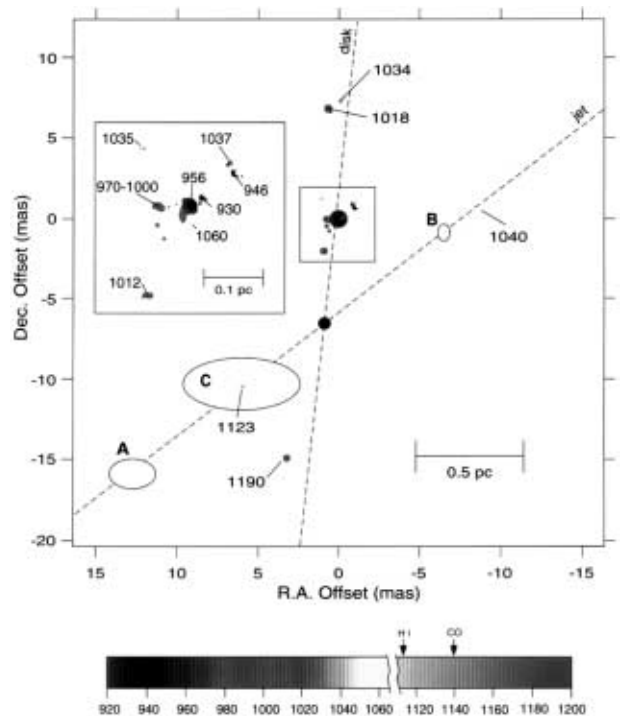 10
5
0
-5
-10
-15
-20
Dec. Offset (mas)
disk
1034
1018
jet
1035
1037
956
970-1000
946
930
1060
1012
0.1 pc
B
1040
C
1123
A
1190
0.5 pc
15 10 5 0 -5 -10 -15
R.A. Offset (mas)
H I CO
920 940 960 980 1000 1020 1040 1060 1120 1140 1160 1180 1200